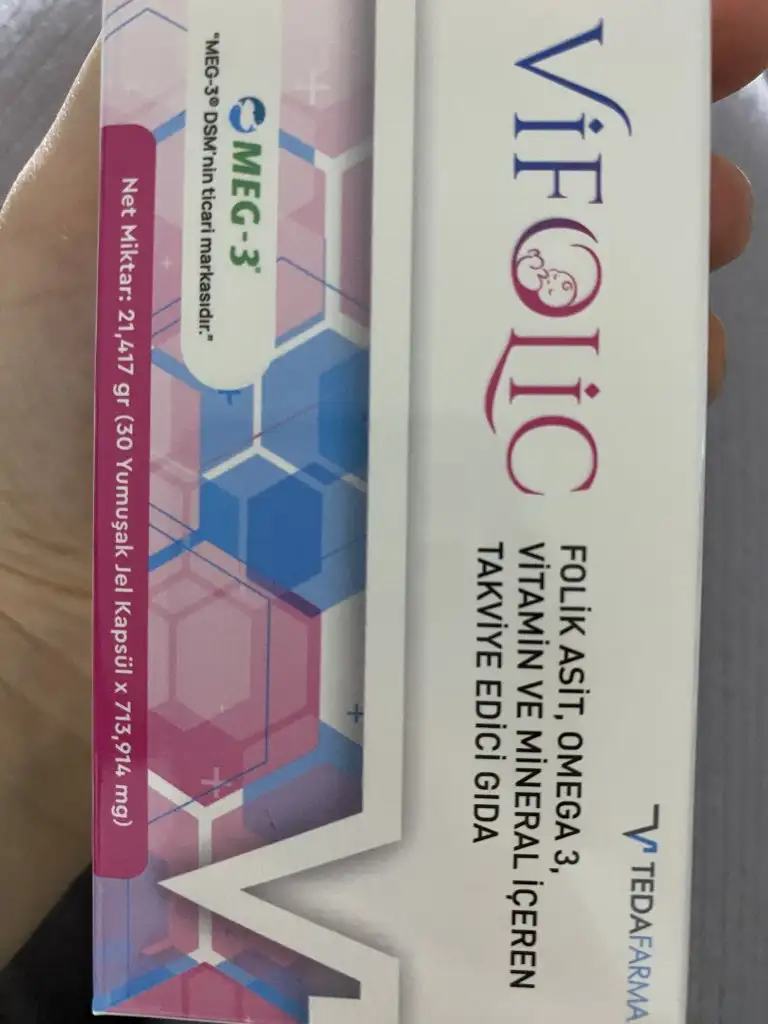 ViFOLiC
FOLİK ASİT, OMEGA 3,
VİTAMİN VE MİNERAL İÇEREN
TAKVİYE EDİCİ GIDA
TEDAFARMA
MEG-3®
"MEG-3® DSM'nin ticari markasıdır."
Net Miktar: 21,417 gr (30 Yumuşak Jel Kapsül x 713,914 mg)